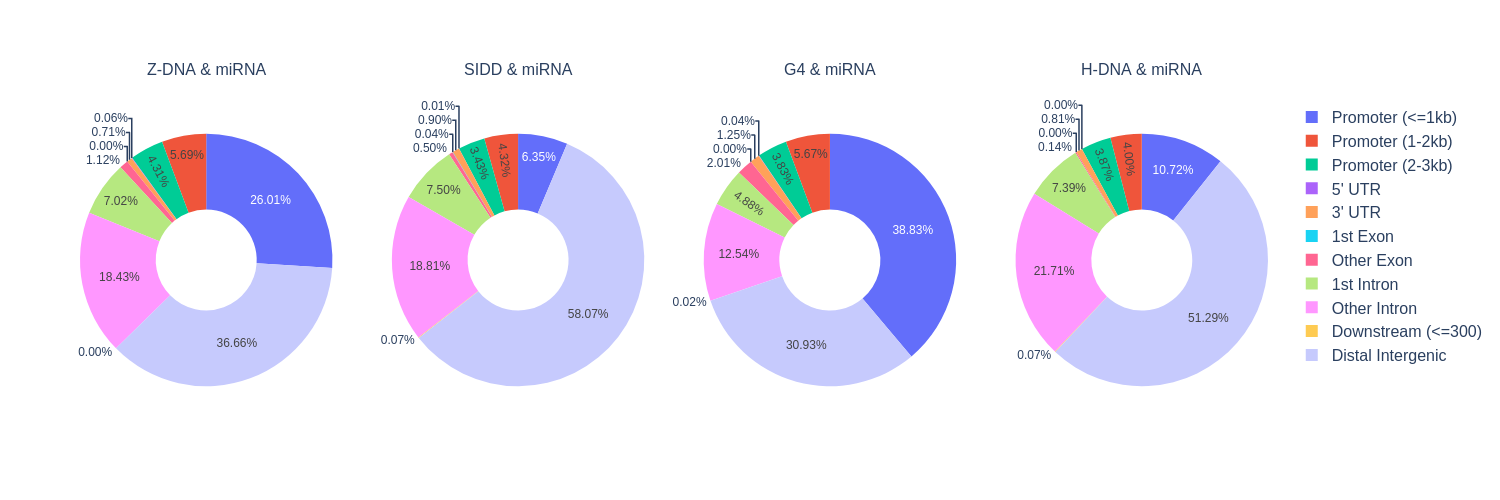 Z-DNA & miRNA
SIDD & miRNA
G4 & miRNA
H-DNA & miRNA
0.06%
0.71%
0.00%
1.12%
4.31%
5.69%
26.01%
7.02%
18.43%
0.00%
36.66%
0.01%
0.90%
0.04%
0.50%
3.43%
4.32%
6.35%
7.50%
18.81%
0.07%
58.07%
0.04%
1.25%
0.00%
2.01%
3.83%
5.67%
38.83%
4.88%
12.54%
0.02%
30.93%
0.00%
0.81%
0.00%
0.14%
3.87%
4.00%
10.72%
7.39%
21.71%
0.07%
51.29%
Promoter (<=1kb)
Promoter (1-2kb)
Promoter (2-3kb)
5' UTR
3' UTR
1st Exon
Other Exon
1st Intron
Other Intron
Downstream (<=300)
Distal Intergenic